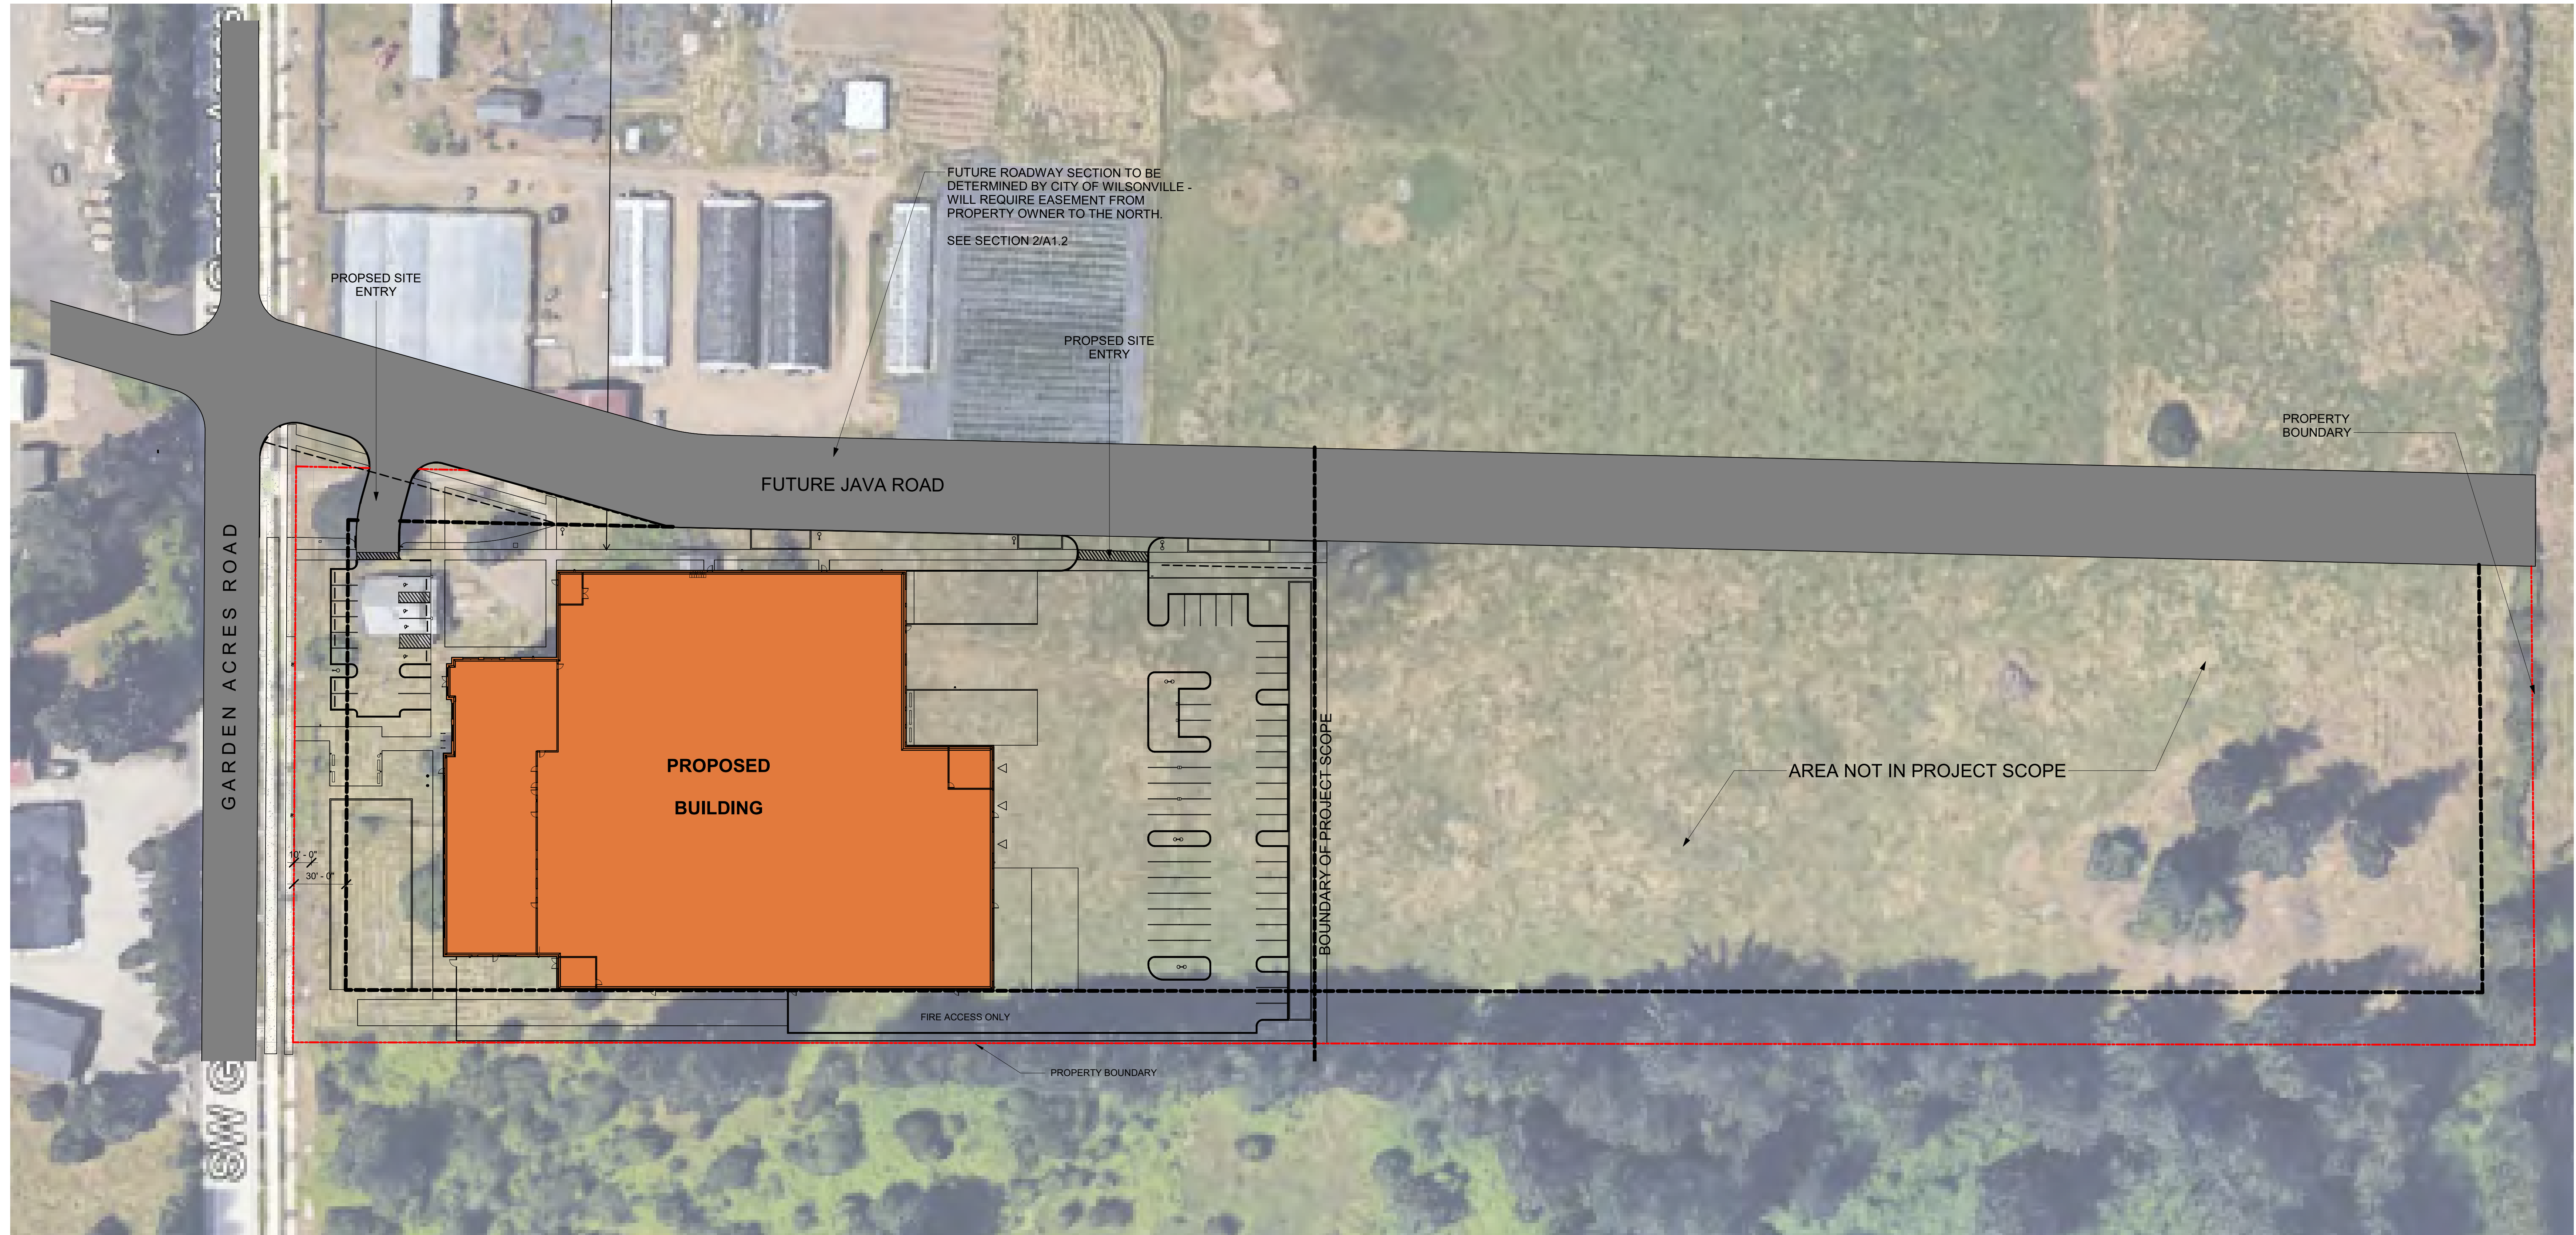 FUTURE ROADWAY SECTION TO BE
DETERMINED BY CITY OF WILSONVILLE -
WILL REQUIRE EASEMENT FROM
PROPERTY OWNER TO THE NORTH.
SEE SECTION 2/A1.2
PROPSED SITE
ENTRY
PROPSED SITE
ENTRY
PROPERTY
BOUNDARY
FUTURE JAVA ROAD
GARDEN ACRES ROAD
PROPOSED
BUILDING
BOUNDARY OF PROJECT SCOPE
AREA NOT IN PROJECT SCOPE
10' - 0"
30' - 0"
FIRE ACCESS ONLY
PROPERTY BOUNDARY
SW G